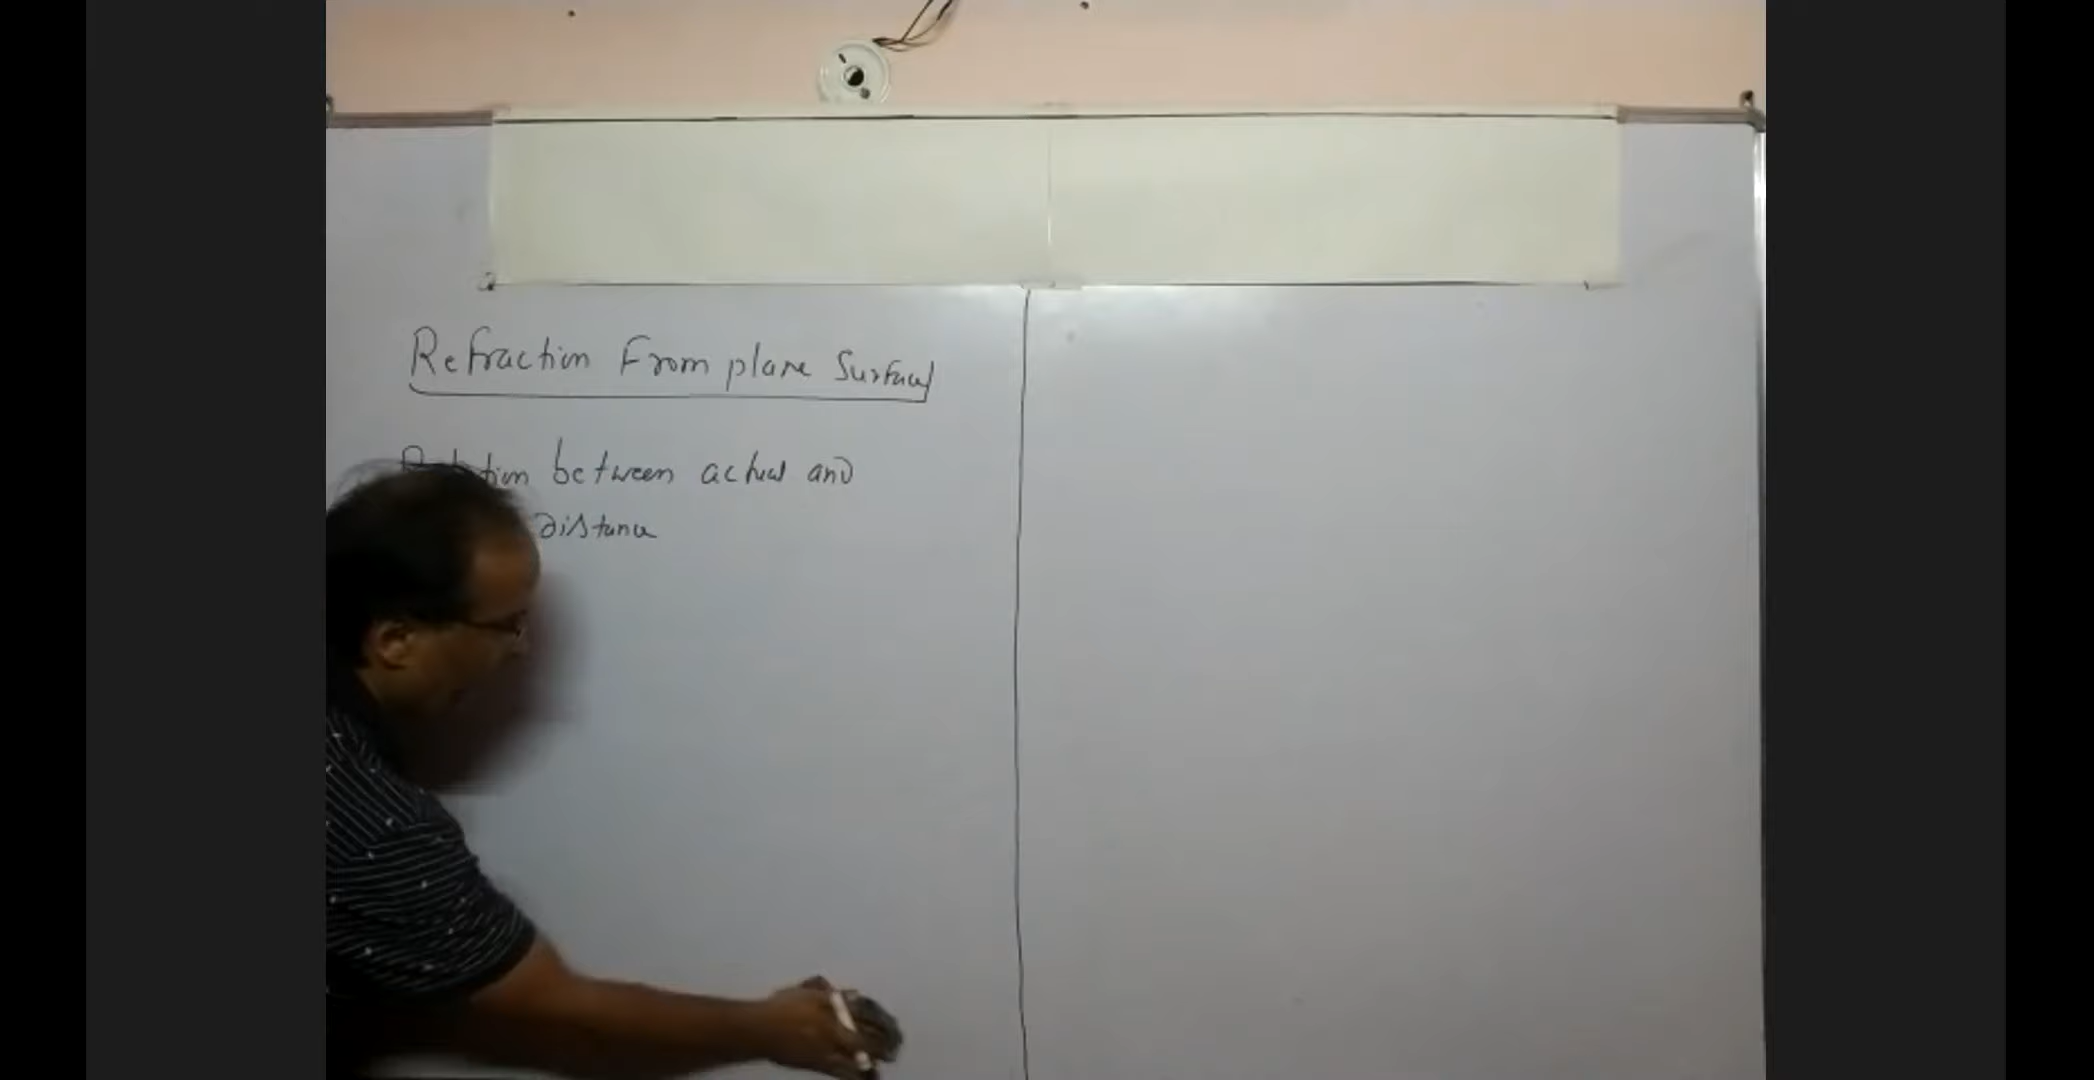 Refraction From plane Surface
between actual and
distance